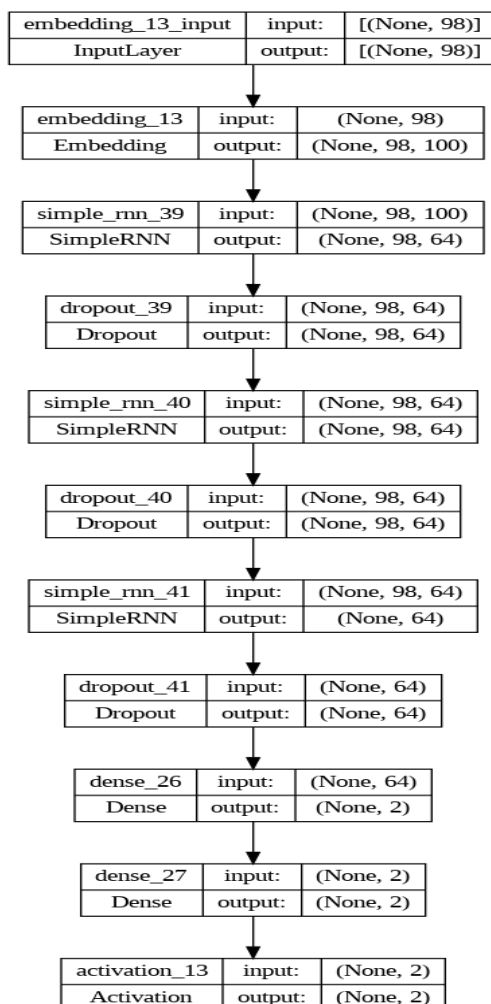 embedding_13_input input: [(None, 98)]
InputLayer output: [(None, 98)]
embedding_13 input: (None, 98)
Embedding output: (None, 98, 100)
simple_rnn_39 input: (None, 98, 100)
SimpleRNN output: (None, 98, 64)
dropout_39 input: (None, 98, 64)
Dropout output: (None, 98, 64)
simple_rnn_40 input: (None, 98, 64)
SimpleRNN output: (None, 98, 64)
dropout_40 input: (None, 98, 64)
Dropout output: (None, 98, 64)
simple_rnn_41 input: (None, 98, 64)
SimpleRNN output: (None, 64)
dropout_41 input: (None, 64)
Dropout output: (None, 64)
dense_26 input: (None, 64)
Dense output: (None, 2)
dense_27 input: (None, 2)
Dense output: (None, 2)
activation_13 input: (None, 2)
Activation output: (None, 2)